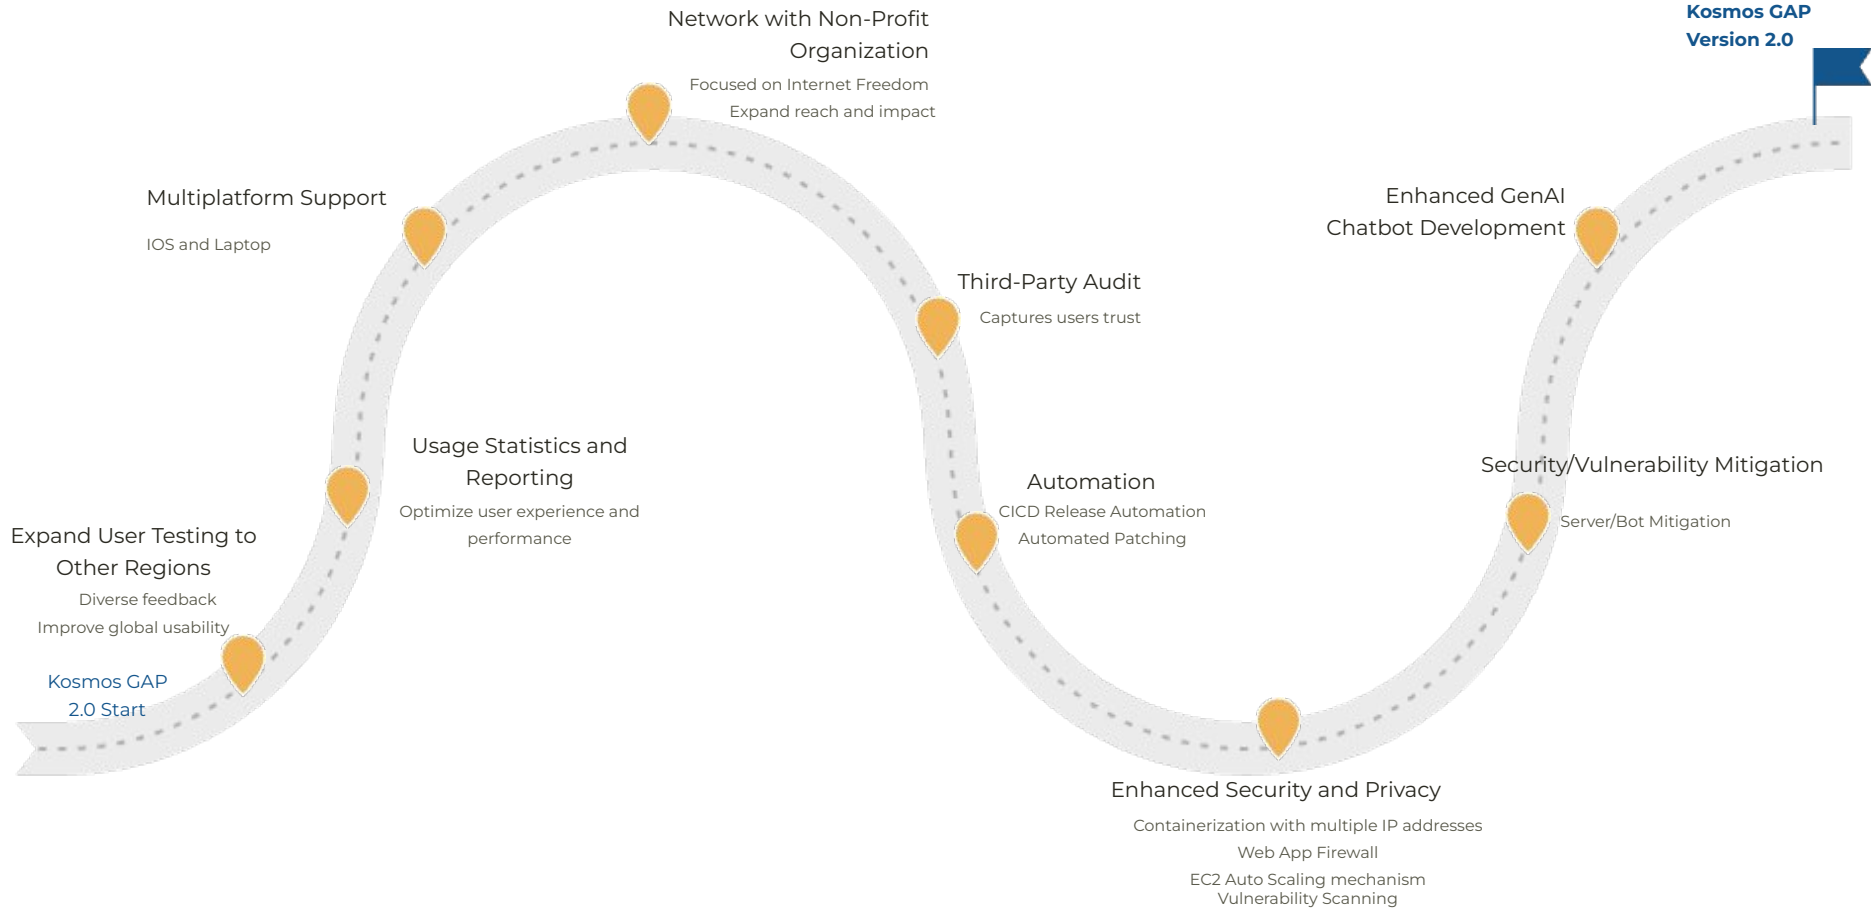 Kosmos GAP
2.0 Start
Expand User Testing to
Other Regions
Diverse feedback
Improve global usability
Usage Statistics and
Reporting
Optimize user experience and
performance
Multiplatform Support
IOS and Laptop
Network with Non-Profit
Organization
Focused on Internet Freedom
Expand reach and impact
Third-Party Audit
Captures users trust
Automation
CICD Release Automation
Automated Patching
Enhanced Security and Privacy
Containerization with multiple IP addresses
Web App Firewall
EC2 Auto Scaling mechanism
Vulnerability Scanning
Security/Vulnerability Mitigation
Server/Bot Mitigation
Enhanced GenAI
Chatbot Development
Kosmos GAP
Version 2.0